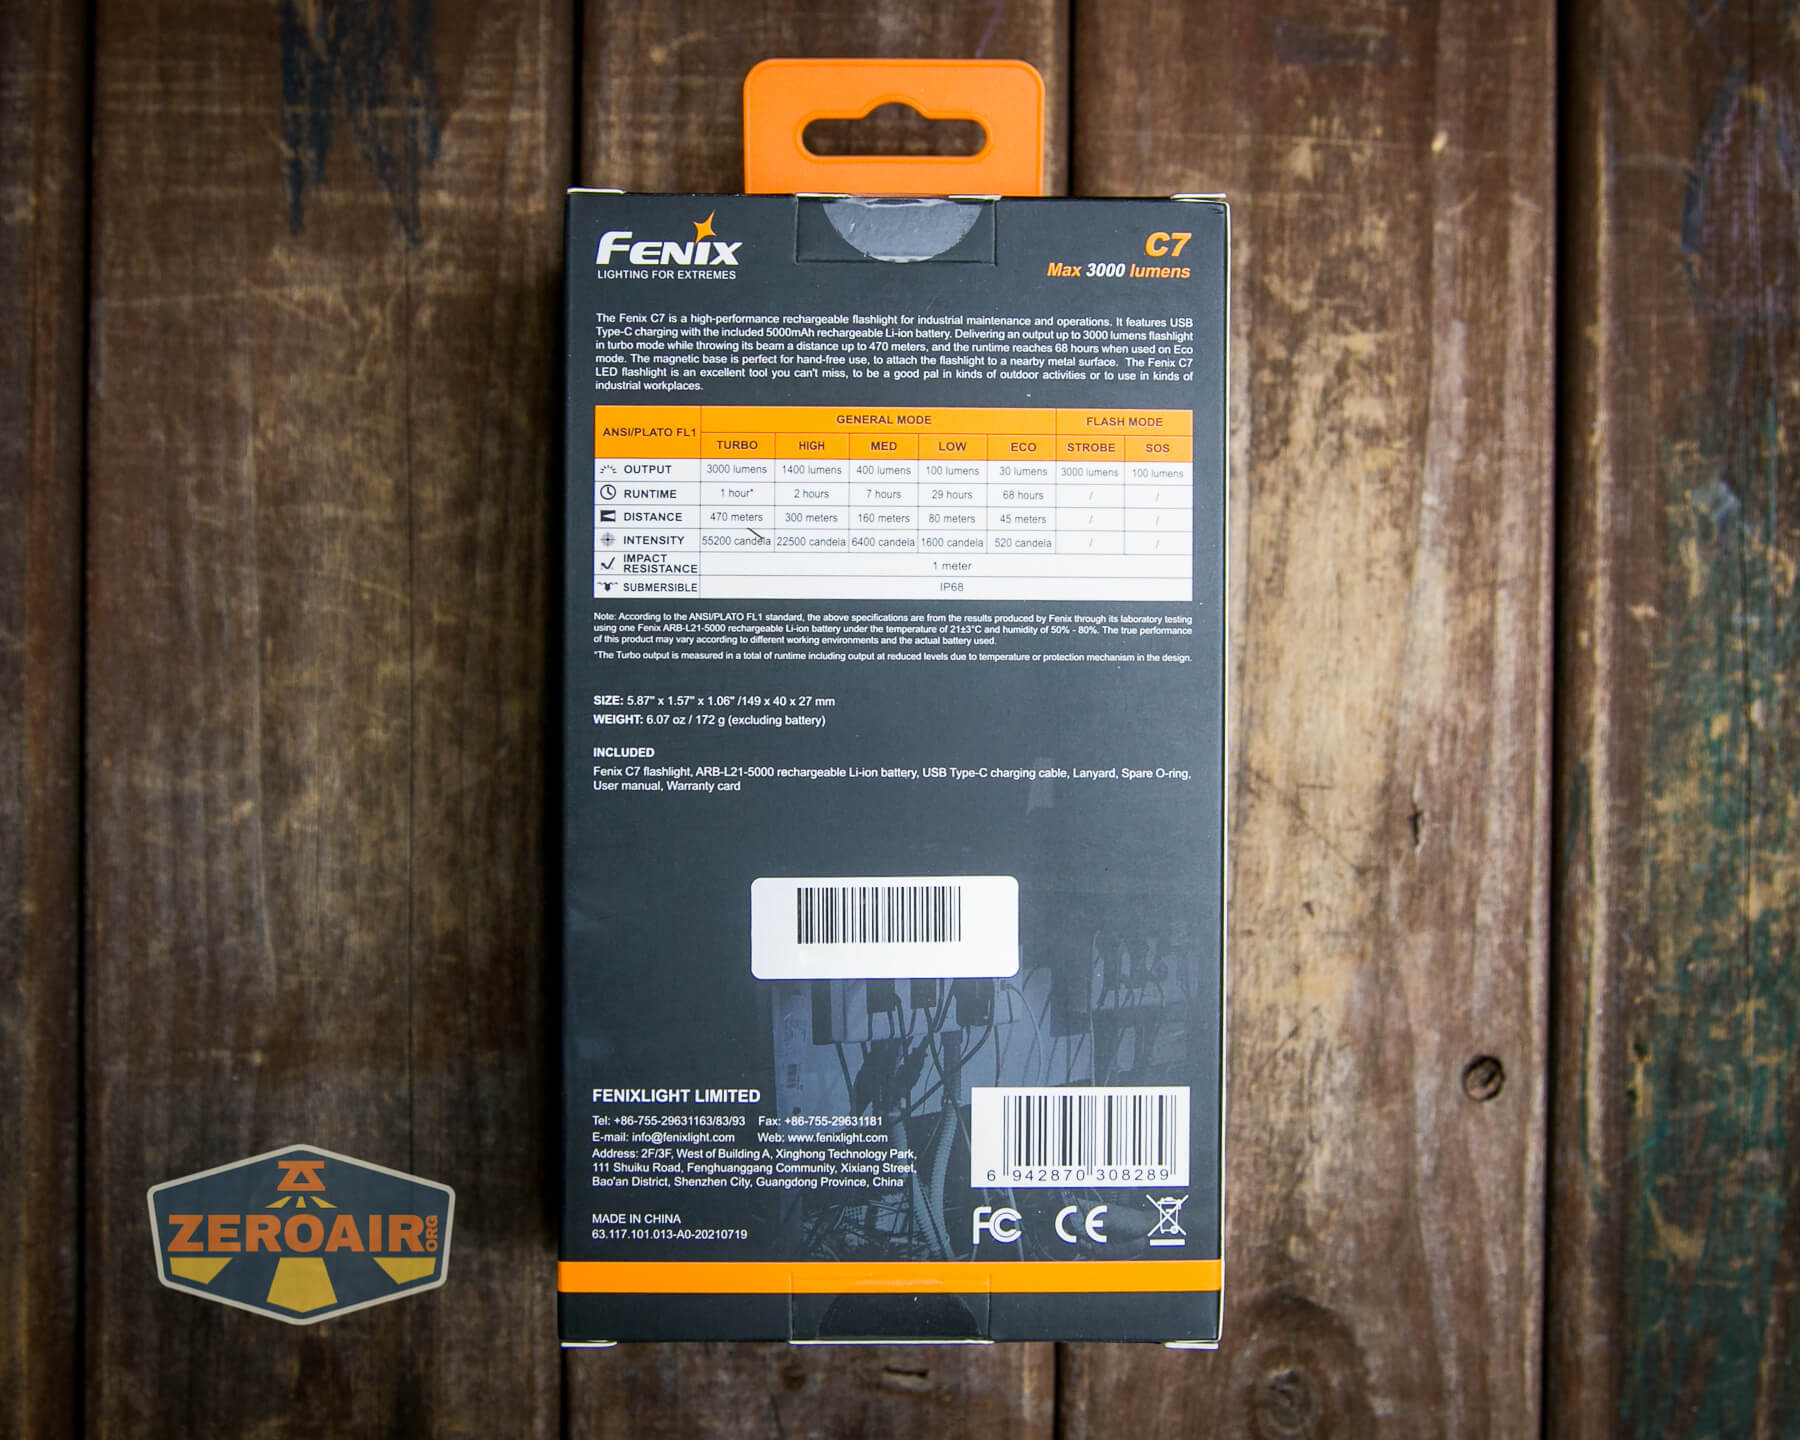 FENIX
LIGHTING FOR EXTREMES
C7
Max 3000 lumens
The Fenix C7 is a high-performance rechargeable flashlight for industrial maintenance and operations. It features USB
Type-C charging with the included 5000mAh rechargeable Li-ion battery. Delivering an output up to 3000 lumens flashlight
in turbo mode while throwing its beam a distance up to 470 meters, and the runtime reaches 68 hours when used on Eco
mode. The magnetic base is perfect for hand-free use, to attach the flashlight to a nearby metal surface. The Fenix C7
LED flashlight is an excellent tool you can't miss, to be a good pal in kinds of outdoor activities or to use in kinds of
industrial workplaces.
ANSI/PLATO FL1 GENERAL MODE FLASH MODE
TURBO HIGH MED LOW ECO STROBE SOS
OUTPUT 3000 lumens 1400 lumens 400 lumens 100 lumens 30 lumens 3000 lumens 100 lumens
RUNTIME 1 hour* 2 hours 7 hours 29 hours 68 hours / /
DISTANCE 470 meters 300 meters 160 meters 80 meters 45 meters / /
INTENSITY 55200 candela 22500 candela 6400 candela 1600 candela 520 candela / /
IMPACT
RESISTANCE 1 meter
SUBMERSIBLE IP68
Note: According to the ANSI/PLATO FL1 standard, the above specifications are from the results produced by Fenix through its laboratory testing
using one Fenix ARB-L21-5000 rechargeable Li-ion battery under the temperature of 21±3°C and humidity of 50% - 80%. The true performance
of this product may vary according to different working environments and the actual battery used.
*The Turbo output is measured in a total of runtime including output at reduced levels due to temperature or protection mechanism in the design.
SIZE: 5.87" x 1.57" x 1.06" /149 x 40 x 27 mm
WEIGHT: 6.07 oz / 172 g (excluding battery)
INCLUDED
Fenix C7 flashlight, ARB-L21-5000 rechargeable Li-ion battery, USB Type-C charging cable, Lanyard, Spare O-ring,
User manual, Warranty card
FENIXLIGHT LIMITED
Tel: +86-755-29631163/83/93 Fax: +86-755-29631181
E-mail: info@fenixlight.com Web: www.fenixlight.com
Address: 2F/3F, West of Building A, Xinghong Technology Park,
111 Shuiku Road, Fenghuanggang Community, Xixiang Street,
Bao'an District, Shenzhen City, Guangdong Province, China
6 942870 308289
MADE IN CHINA
63.117.101.013-A0-20210719
FC CE
ZEROAIR.ORG